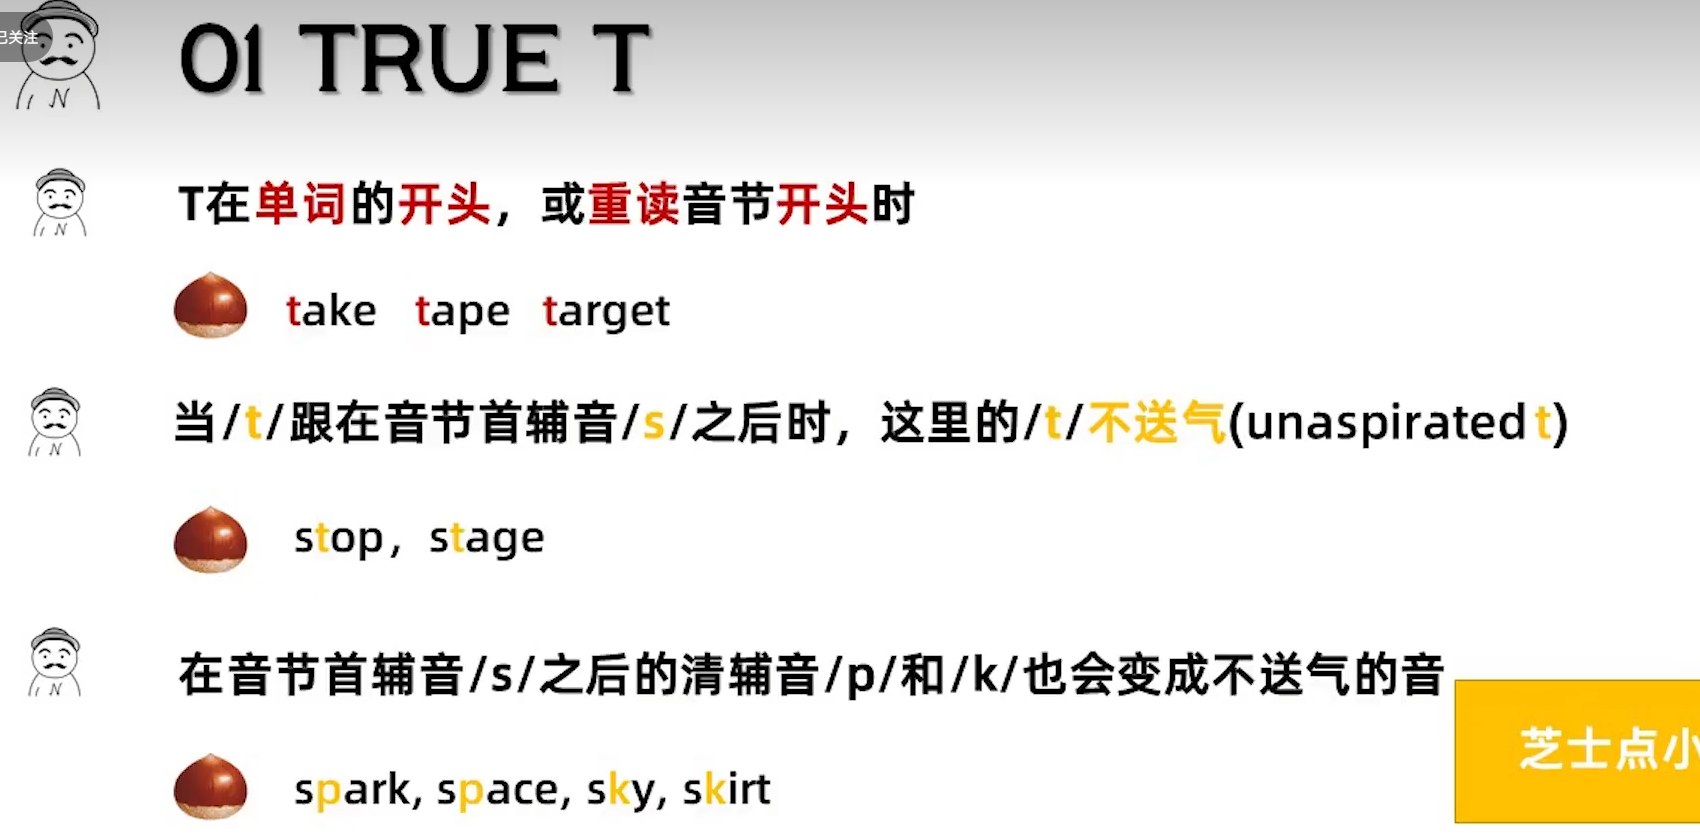 已关注
01 TRUE T
T在单词的开头，或重读音节开头时
take tape target
当/t/跟在音节首辅音/s/之后时，这里的/t/不送气(unaspirated t)
stop，stage
在音节首辅音/s/之后的清辅音/p/和/k/也会变成不送气的音
spark, space, sky, skirt
芝士点小
N
N
N
N